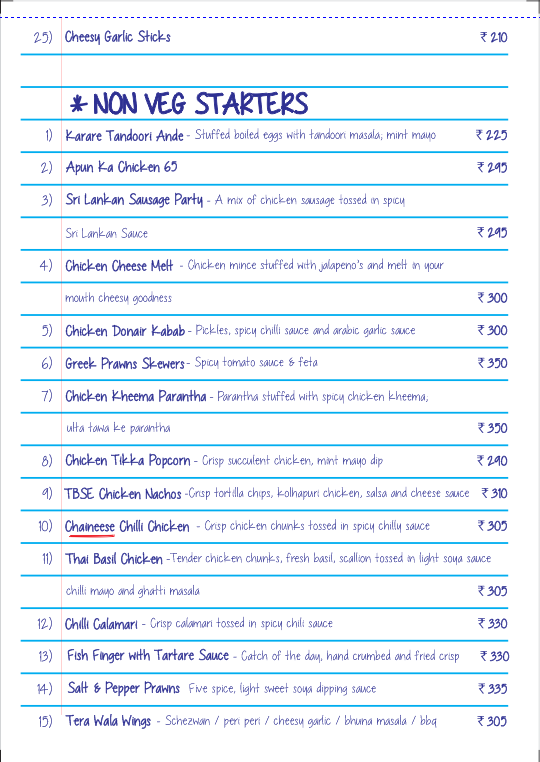 25) Cheesy Garlic Sticks ₹ 210
* NON VEG STARTERS
1) Karare Tandoori Ande - Stuffed boiled eggs with tandoori masala, mint mayo ₹ 225
2) Apun Ka Chicken 65 ₹ 295
3) Sri Lankan Sausage Party - A mix of chicken sausage tossed in spicy
Sri Lankan Sauce ₹ 295
4) Chicken Cheese Melt - Chicken mince stuffed with jalapeno's and melt in your
mouth cheesy goodness ₹ 300
5) Chicken Donair Kabab - Pickles, spicy chilli sauce and arabic garlic sauce ₹ 300
6) Greek Prawns Skewers - Spicy tomato sauce & feta ₹ 350
7) Chicken Kheema Parantha - Parantha stuffed with spicy chicken kheema,
ulta tawa ke parantha ₹ 350
8) Chicken Tikka Popcorn - Crisp succulent chicken, mint mayo dip ₹ 290
9) TBSE Chicken Nachos -Crisp tortilla chips, kolhapuri chicken, salsa and cheese sauce ₹ 310
10) Chaineese Chilli Chicken - Crisp chicken chunks tossed in spicy chilly sauce ₹ 305
11) Thai Basil Chicken -Tender chicken chunks, fresh basil, scallion tossed in light soya sauce
chilli mayo and ghatti masala ₹ 305
12) Chilli Calamari - Crisp calamari tossed in spicy chili sauce ₹ 330
13) Fish Finger with Tartare Sauce - Catch of the day, hand crumbed and fried crisp ₹ 330
14) Salt & Pepper Prawns Five spice, light sweet soya dipping sauce ₹ 335
15) Tera Wala Wings - Schezwan / peri peri / cheesy garlic / bhuna masala / bbq ₹ 305